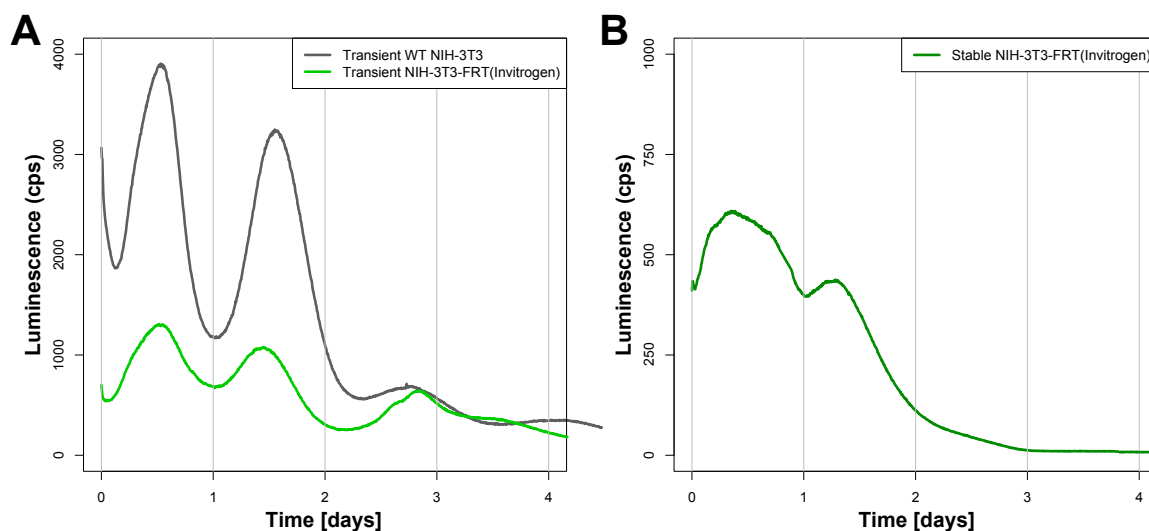 A
Transient WT NIH-3T3
Transient NIH-3T3-FRT(Invitrogen)
Luminescence (cps)
4000
3000
2000
1000
0
0 1 2 3 4
Time [days]
B
Stable NIH-3T3-FRT(Invitrogen)
Luminescence (cps)
1000
750
500
250
0
0 1 2 3 4
Time [days]